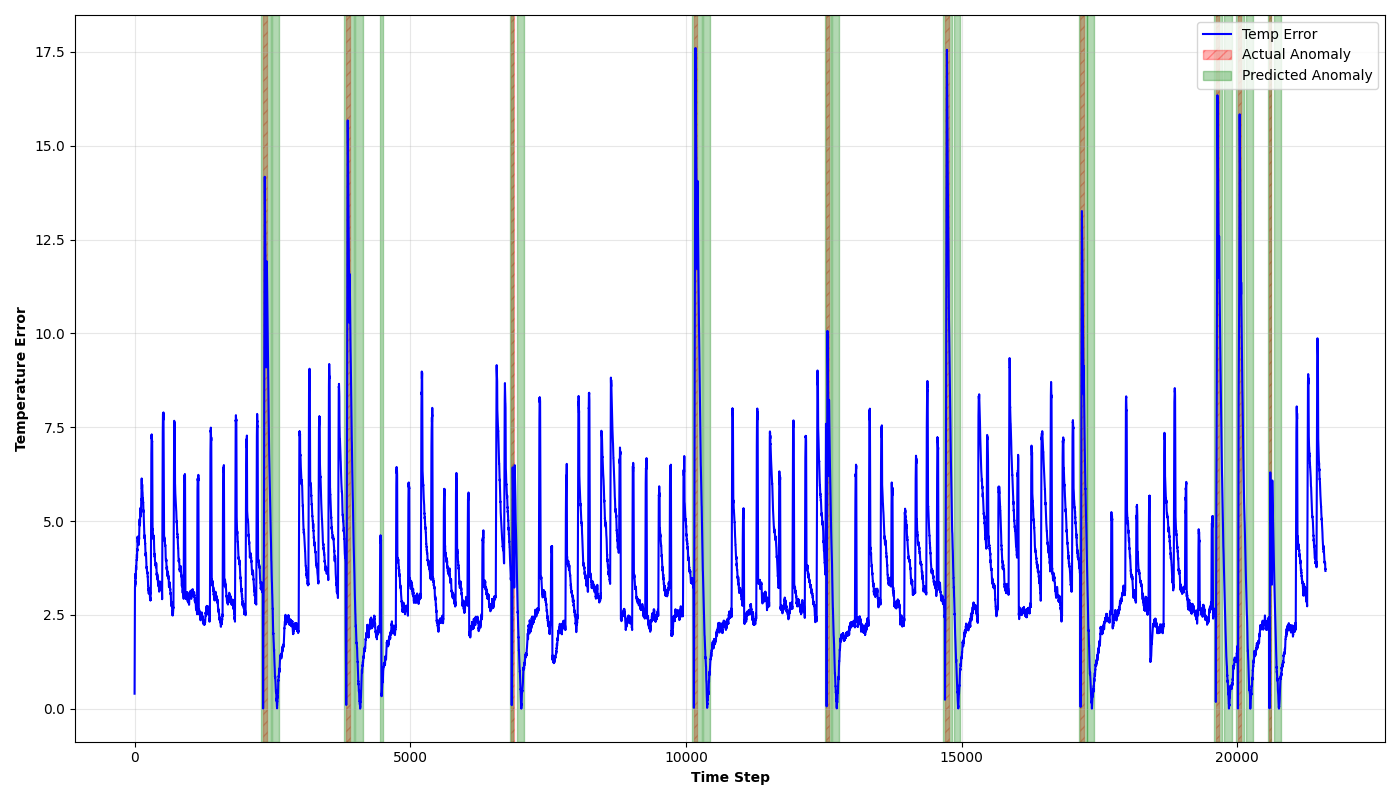 17.5
15.0
12.5
10.0
7.5
5.0
2.5
0.0
Temperature Error
Temp Error
Actual Anomaly
Predicted Anomaly
0 5000 10000 15000 20000
Time Step